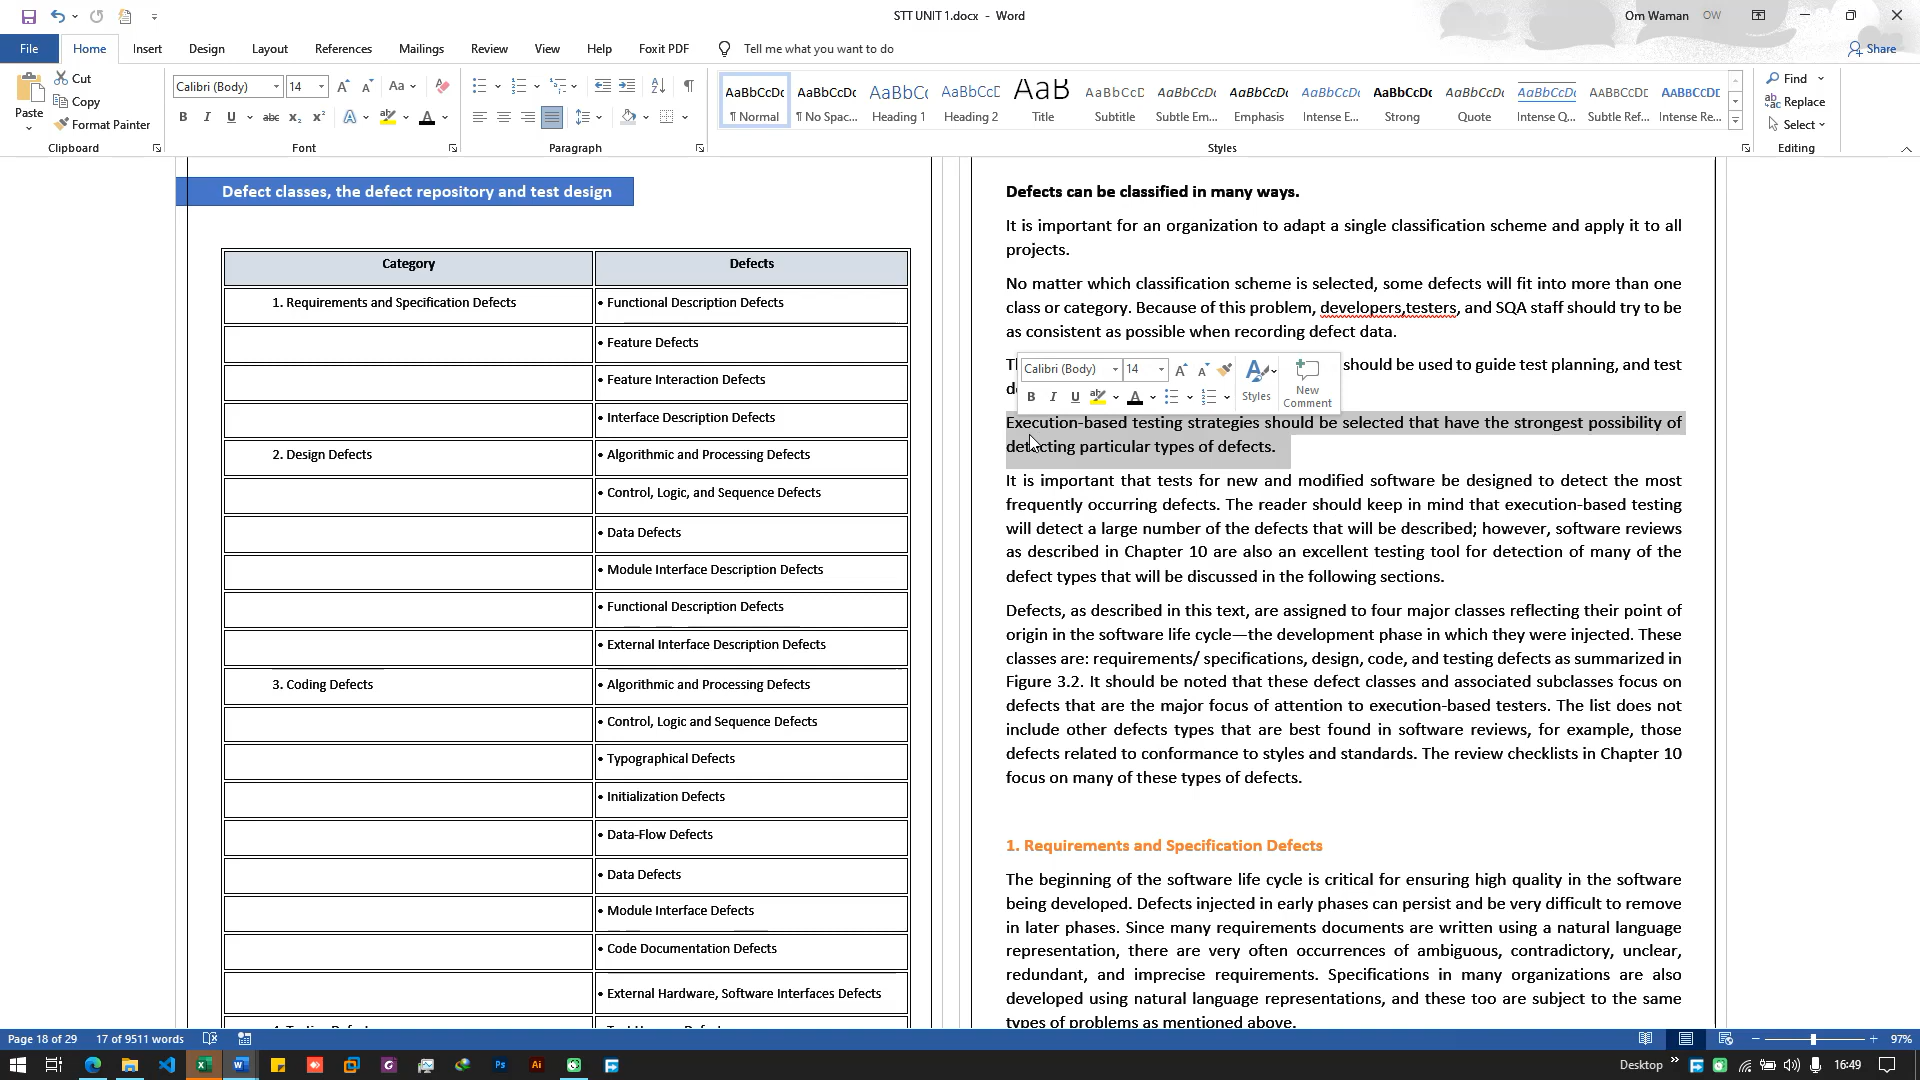 STT UNIT 1.docx - Word
Om Waman OW
File Home Insert Design Layout References Mailings Review View Help Foxit PDF Tell me what you want to do Share
Paste
Cut
Copy
Format Painter
Clipboard
Calibri (Body) 14
Font
Paragraph
AaBbCcDc AaBbCcDc AaBbCc AaBbCcD AaB AaBbCcD AaBbCcDc AaBbCcDc AaBbCcDc AaBbCcDc AaBbCcDc AaBbCcDc AABBCCDE AABBCCDE
¶ Normal ¶ No Spac... Heading 1 Heading 2 Title Subtitle Subtle Em... Emphasis Intense E... Strong Quote Intense Q... Subtle Ref... Intense Re...
Styles
Find
Replace
Select
Editing
Defect classes, the defect repository and test design
Category Defects
1. Requirements and Specification Defects • Functional Description Defects
• Feature Defects
• Feature Interaction Defects
• Interface Description Defects
2. Design Defects • Algorithmic and Processing Defects
• Control, Logic, and Sequence Defects
• Data Defects
• Module Interface Description Defects
• Functional Description Defects
• External Interface Description Defects
3. Coding Defects • Algorithmic and Processing Defects
• Control, Logic and Sequence Defects
• Typographical Defects
• Initialization Defects
• Data-Flow Defects
• Data Defects
• Module Interface Defects
• Code Documentation Defects
• External Hardware, Software Interfaces Defects
Defects can be classified in many ways.
It is important for an organization to adapt a single classification scheme and apply it to all
projects.
No matter which classification scheme is selected, some defects will fit into more than one
class or category. Because of this problem, developers,testers, and SQA staff should try to be
as consistent as possible when recording defect data.
should be used to guide test planning, and test
Calibri (Body) 14
Styles
New
Comment
Execution-based testing strategies should be selected that have the strongest possibility of
detecting particular types of defects.
It is important that tests for new and modified software be designed to detect the most
frequently occurring defects. The reader should keep in mind that execution-based testing
will detect a large number of the defects that will be described; however, software reviews
as described in Chapter 10 are also an excellent testing tool for detection of many of the
defect types that will be discussed in the following sections.
Defects, as described in this text, are assigned to four major classes reflecting their point of
origin in the software life cycle—the development phase in which they were injected. These
classes are: requirements/ specifications, design, code, and testing defects as summarized in
Figure 3.2. It should be noted that these defect classes and associated subclasses focus on
defects that are the major focus of attention to execution-based testers. The list does not
include other defects types that are best found in software reviews, for example, those
defects related to conformance to styles and standards. The review checklists in Chapter 10
focus on many of these types of defects.
1. Requirements and Specification Defects
The beginning of the software life cycle is critical for ensuring high quality in the software
being developed. Defects injected in early phases can persist and be very difficult to remove
in later phases. Since many requirements documents are written using a natural language
representation, there are very often occurrences of ambiguous, contradictory, unclear,
redundant, and imprecise requirements. Specifications in many organizations are also
developed using natural language representations, and these too are subject to the same
types of problems as mentioned above.
Page 18 of 29 17 of 9511 words 97%
Desktop 16:49